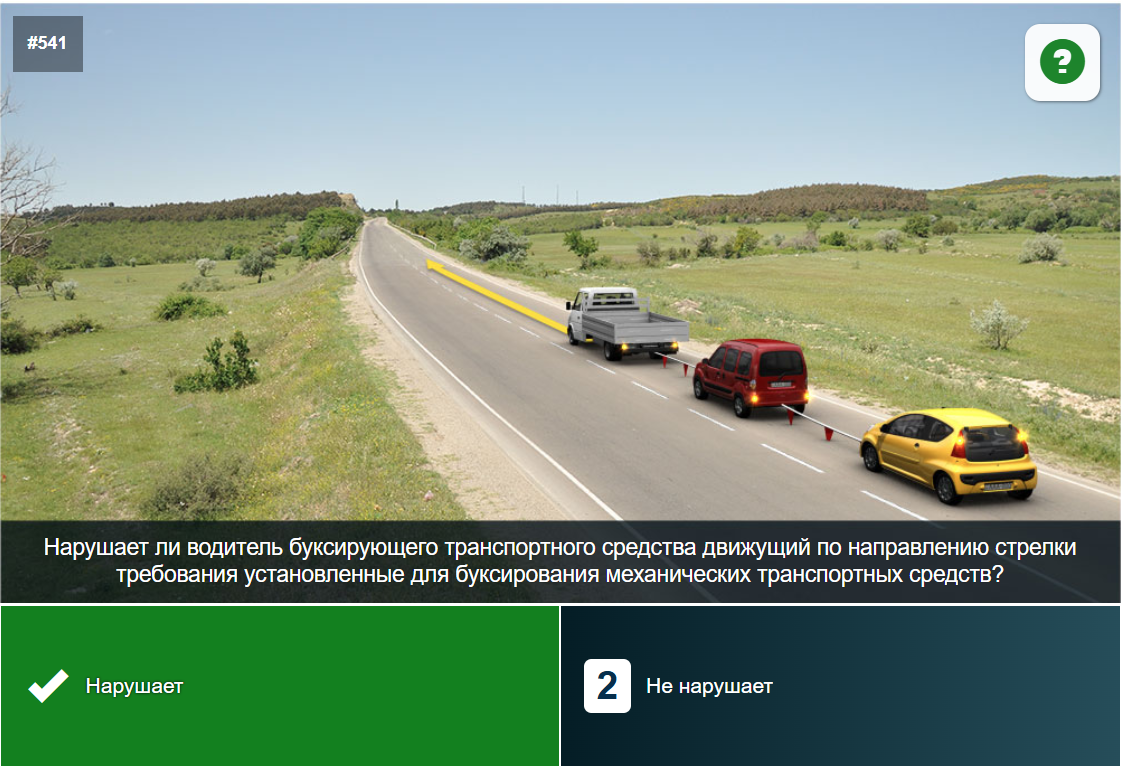 #541
?
Нарушает ли водитель буксирующего транспортного средства движущий по направлению стрелки
требования установленные для буксирования механических транспортных средств?
Нарушает
2 Не нарушает